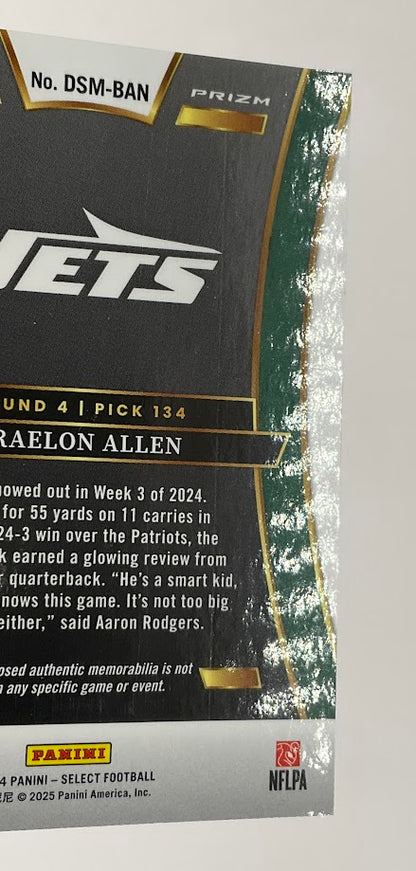 No. DSM-BAN
PRIZM
JETS
UND 4 | PICK 134
RAELON ALLEN
howed out in Week 3 of 2024.
for 55 yards on 11 carries in
24-3 win over the Patriots, the
k earned a glowing review from
r quarterback. “He’s a smart kid,
nows this game. It’s not too big
either,” said Aaron Rodgers.
osed authentic memorabilia is not
n any specific game or event.
PANINI
4 PANINI – SELECT FOOTBALL
尼 © 2025 Panini America, Inc.
NFLPA